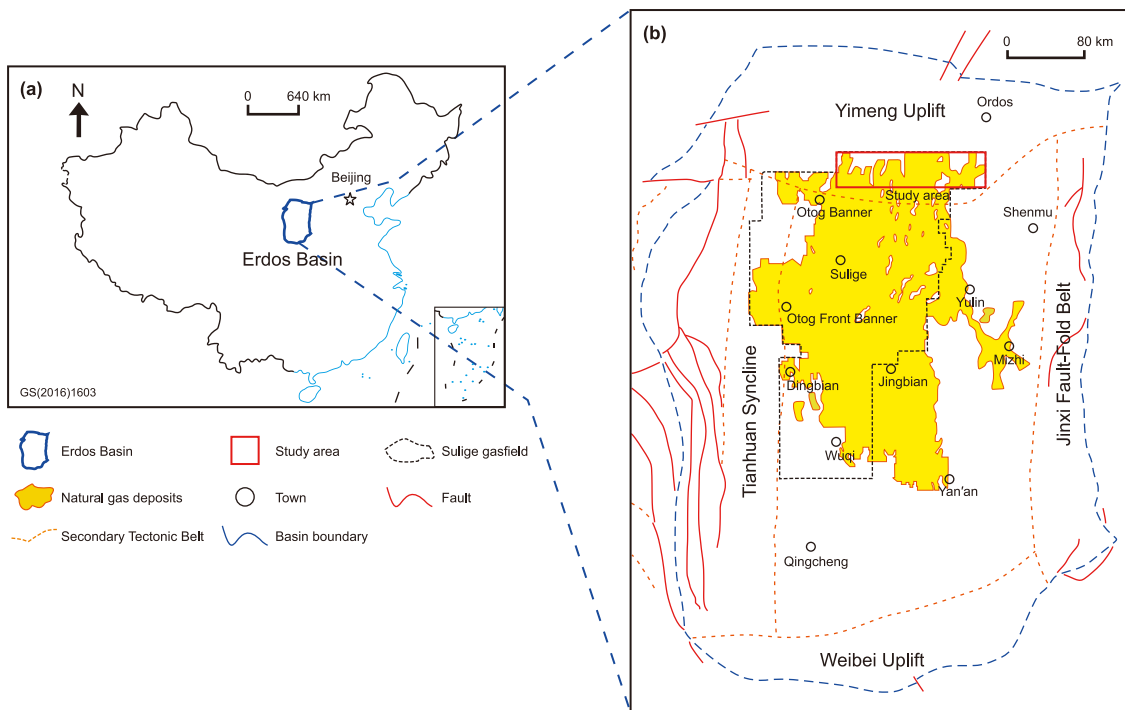 (a)
N
0 640 km
Beijing
Erdos Basin
GS(2016)1603
Erdos Basin
Study area
Sulige gasfield
Natural gas deposits
Town
Fault
Secondary Tectonic Belt
Basin boundary
(b)
0 80 km
Ordos
Yimeng Uplift
Study area
Otog Banner
Shenmu
Sulige
Yulin
Otog Front Banner
Mizhi
Dingbian
Jingbian
Tianhuan Syncline
Jinxi Fault-Fold Belt
Wuqi
Yan'an
Qingcheng
Weibei Uplift